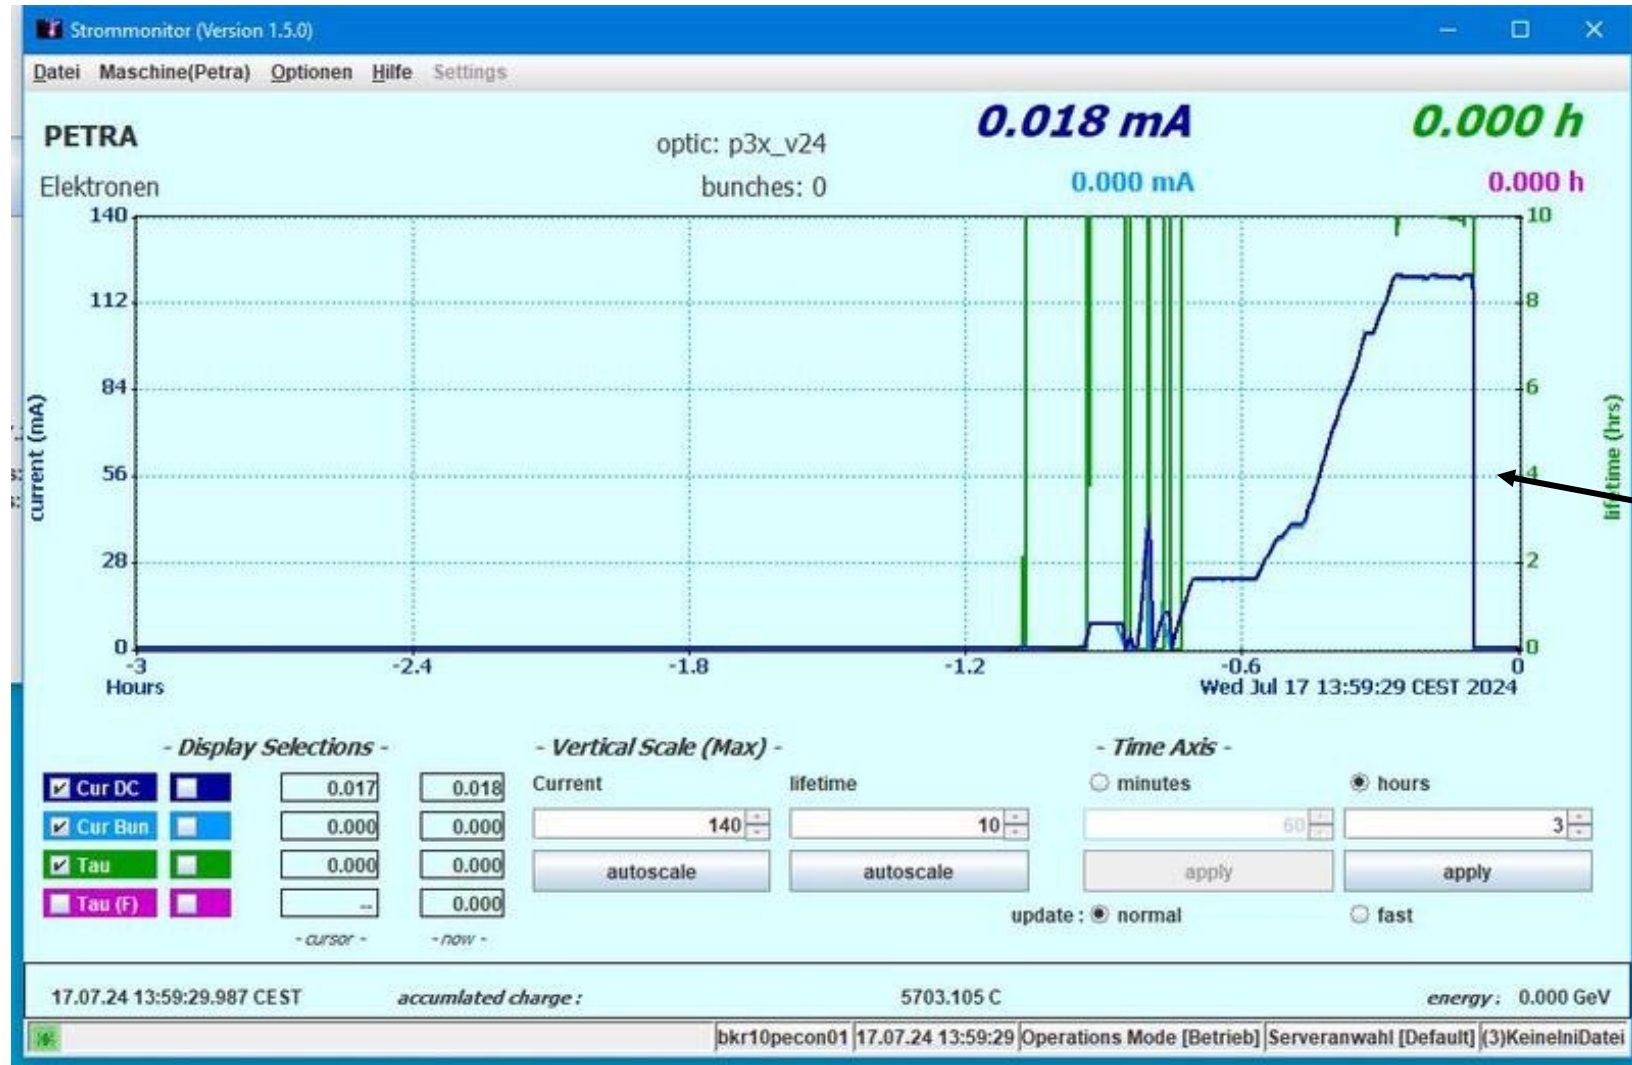 Strommonitor (Version 1.5.0)
Datei Maschine(Petra) Optionen Hilfe Settings
PETRA
optic: p3x_v24
0.018 mA
0.000 h
Elektronen
bunches: 0
0.000 mA
0.000 h
140
10
112
8
84
6
56
4
28
2
0
0
current (mA)
lifetime (hrs)
-3 -2.4 -1.8 -1.2 -0.6 0
Hours
Wed Jul 17 13:59:29 CEST 2024
- Display Selections -
- Vertical Scale (Max) -
- Time Axis -
Cur DC 0.017 0.018
Current lifetime
minutes hours
Cur Bun 0.000 0.000
140 10
60 3
Tau 0.000 0.000
autoscale autoscale
apply apply
Tau (F) -- 0.000
update : normal fast
- cursor - - now -
17.07.24 13:59:29.987 CEST accumlated charge : 5703.105 C energy : 0.000 GeV
bkr10pecon01 17.07.24 13:59:29 Operations Mode [Betrieb] Serveranwahl [Default] (3)KeineIniDatei